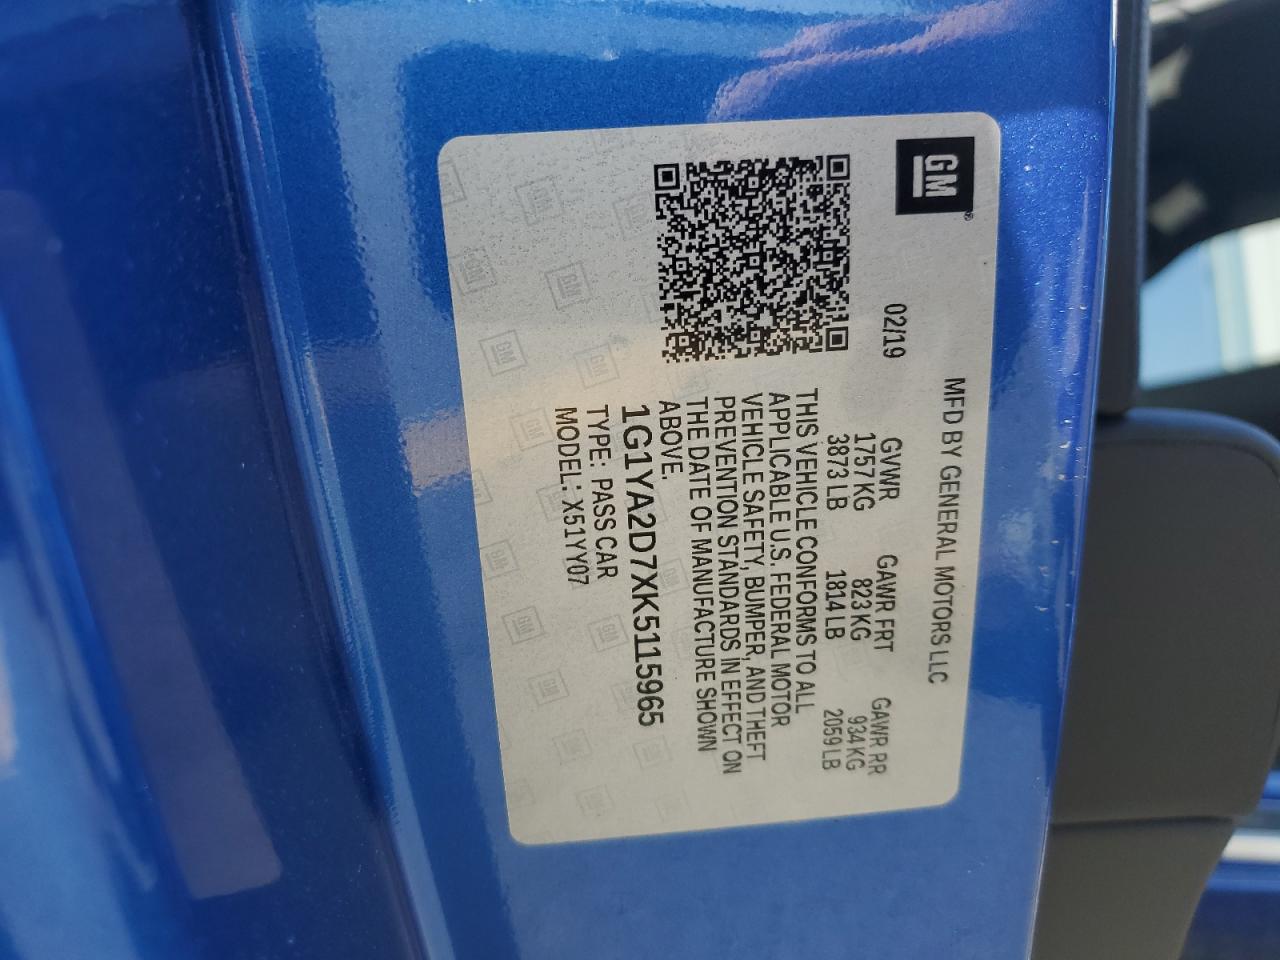 GM
MFD BY GENERAL MOTORS LLC
02/19 GVWR GAWR FRT GAWR RR
1757 KG 823 KG 934 KG
3873 LB 1814 LB 2059 LB
THIS VEHICLE CONFORMS TO ALL
APPLICABLE U.S. FEDERAL MOTOR
VEHICLE SAFETY, BUMPER, AND THEFT
PREVENTION STANDARDS IN EFFECT ON
THE DATE OF MANUFACTURE SHOWN
ABOVE.
1G1YA2D7XK5115965
TYPE: PASS CAR
MODEL: X51YY07